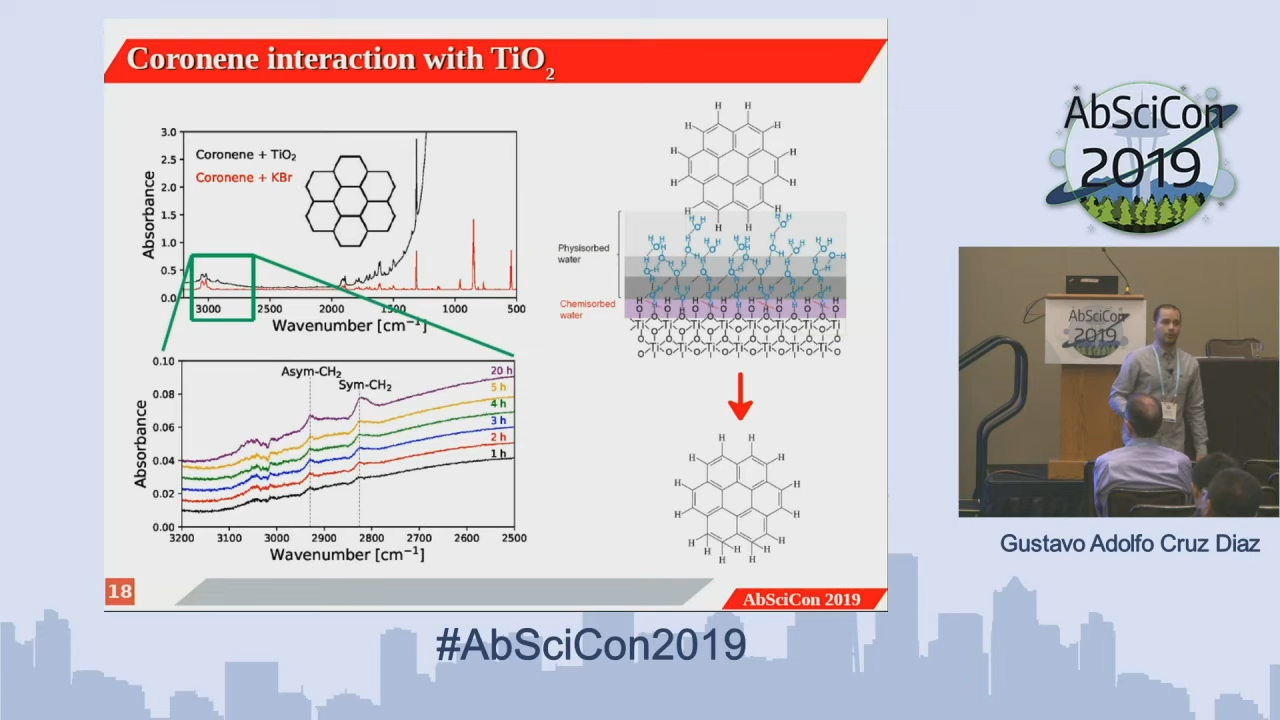 Coronene interaction with TiO2
3.0
2.5
2.0
1.5
1.0
0.5
0.0
Absorbance
Coronene + TiO2
Coronene + KBr
3000
2500
2000
1500
1000
500
Wavenumber [cm−1]
0.10
0.08
0.06
0.04
0.02
0.00
Absorbance
Asym-CH2
Sym-CH2
20 h
5 h
4 h
3 h
2 h
1 h
3200
3100
3000
2900
2800
2700
2600
2500
Wavenumber [cm−1]
Physisorbed
water
Chemisorbed
water
18
AbSciCon 2019
#AbSciCon2019
AbSciCon
2019
AbSciCon
2019
Gustavo Adolfo Cruz Diaz